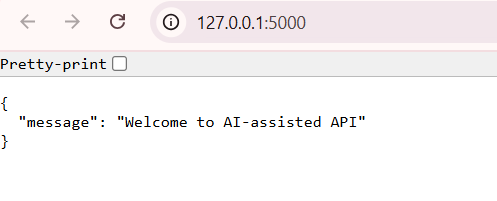 127.0.0.1:5000
Pretty-print
{
  "message": "Welcome to AI-assisted API"
}